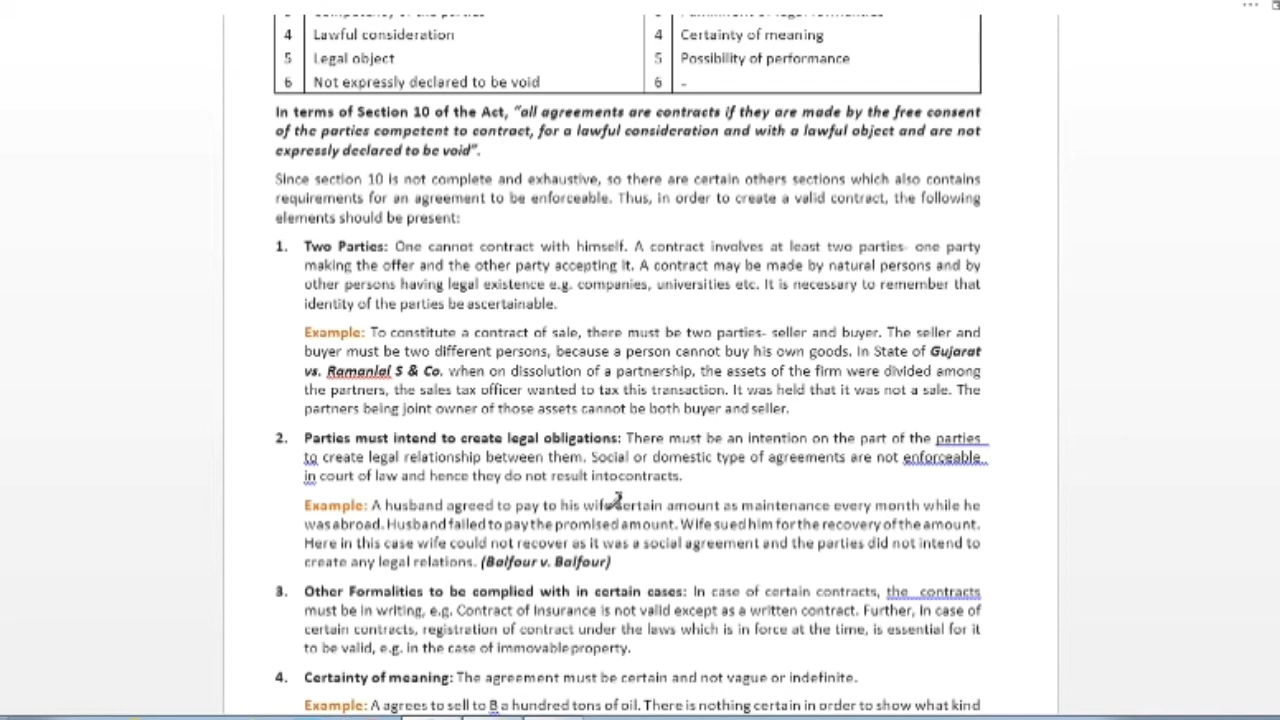 4 Lawful consideration 4 Certainty of meaning
5 Legal object 5 Possibility of performance
6 Not expressly declared to be void 6 -
In terms of Section 10 of the Act, "all agreements are contracts if they are made by the free consent
of the parties competent to contract, for a lawful consideration and with a lawful object and are not
expressly declared to be void".
Since section 10 is not complete and exhaustive, so there are certain others sections which also contains
requirements for an agreement to be enforceable. Thus, in order to create a valid contract, the following
elements should be present:
1. Two Parties: One cannot contract with himself. A contract involves at least two parties- one party
making the offer and the other party accepting it. A contract may be made by natural persons and by
other persons having legal existence e.g. companies, universities etc. It is necessary to remember that
identity of the parties be ascertainable.
Example: To constitute a contract of sale, there must be two parties- seller and buyer. The seller and
buyer must be two different persons, because a person cannot buy his own goods. In State of Gujarat
vs. Ramanlal S & Co. when on dissolution of a partnership, the assets of the firm were divided among
the partners, the sales tax officer wanted to tax this transaction. It was held that it was not a sale. The
partners being joint owner of those assets cannot be both buyer and seller.
2. Parties must intend to create legal obligations: There must be an intention on the part of the parties
to create legal relationship between them. Social or domestic type of agreements are not enforceable
in court of law and hence they do not result intocontracts.
Example: A husband agreed to pay to his wife certain amount as maintenance every month while he
was abroad. Husband failed to pay the promised amount. Wife sued him for the recovery of the amount.
Here in this case wife could not recover as it was a social agreement and the parties did not intend to
create any legal relations. (Balfour v. Balfour)
3. Other Formalities to be complied with in certain cases: In case of certain contracts, the contracts
must be in writing, e.g. Contract of Insurance is not valid except as a written contract. Further, in case of
certain contracts, registration of contract under the laws which is in force at the time, is essential for it
to be valid, e.g. in the case of immovable property.
4. Certainty of meaning: The agreement must be certain and not vague or indefinite.
Example: A agrees to sell to B a hundred tons of oil. There is nothing certain in order to show what kind